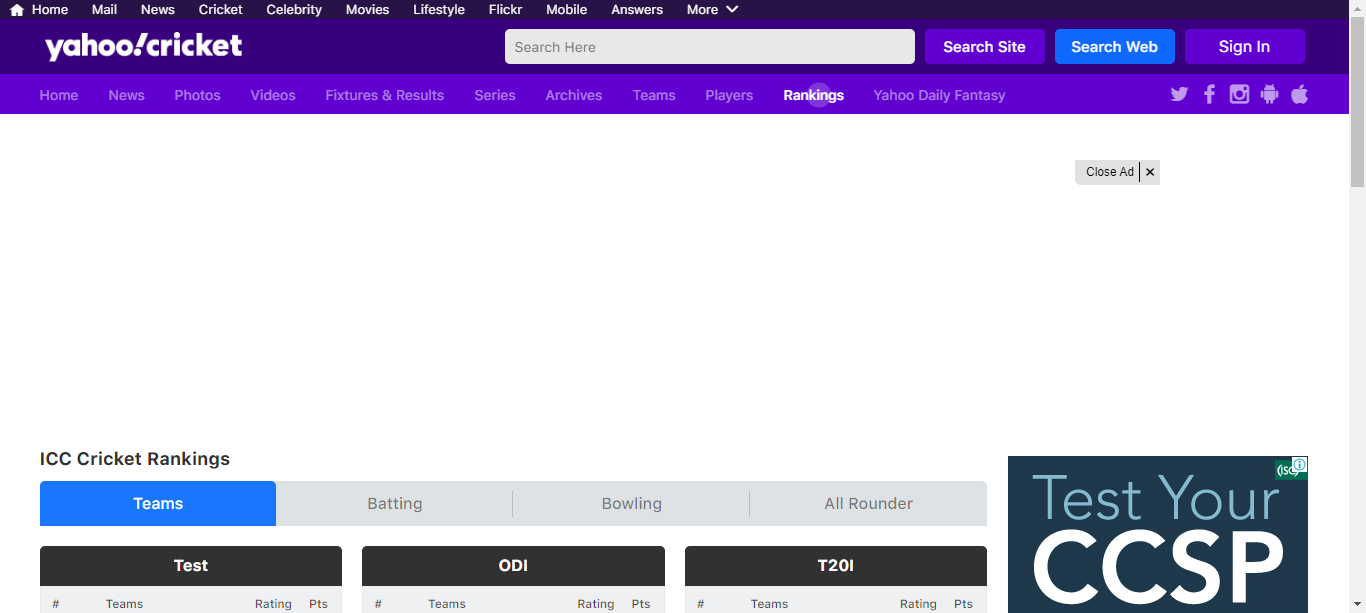 Home Mail News Cricket Celebrity Movies Lifestyle Flickr Mobile Answers More
yahoo!cricket
Search Here
Search Site
Search Web
Sign In
Home News Photos Videos Fixtures & Results Series Archives Teams Players Rankings Yahoo Daily Fantasy
Close Ad ×
ICC Cricket Rankings
Teams Batting Bowling All Rounder
Test ODI T20I
# Teams Rating Pts # Teams Rating Pts # Teams Rating Pts
Test Your
CCSP